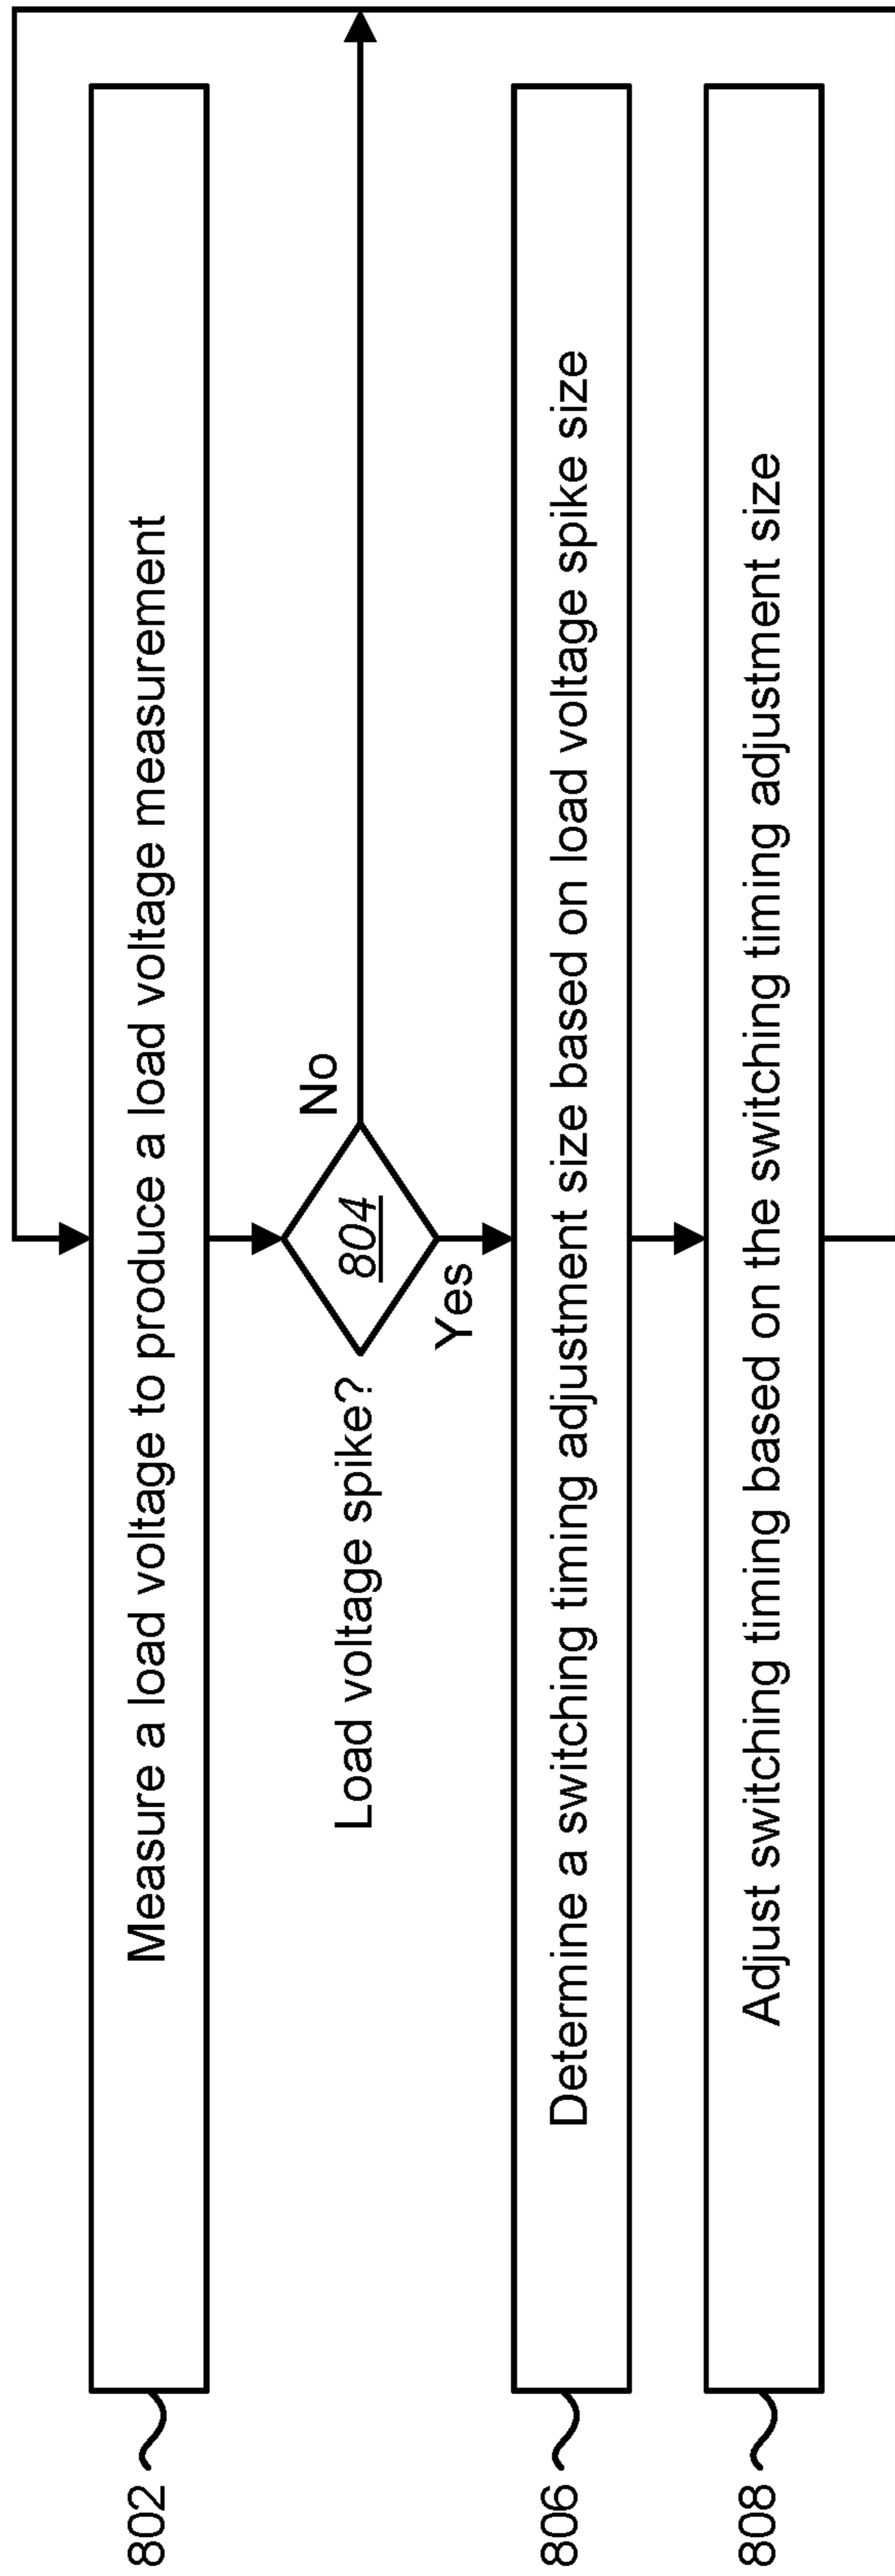 802
Measure a load voltage to produce a load voltage measurement
Load voltage spike?
804
No
Yes
806
Determine a switching timing adjustment size based on load voltage spike size
808
Adjust switching timing based on the switching timing adjustment size